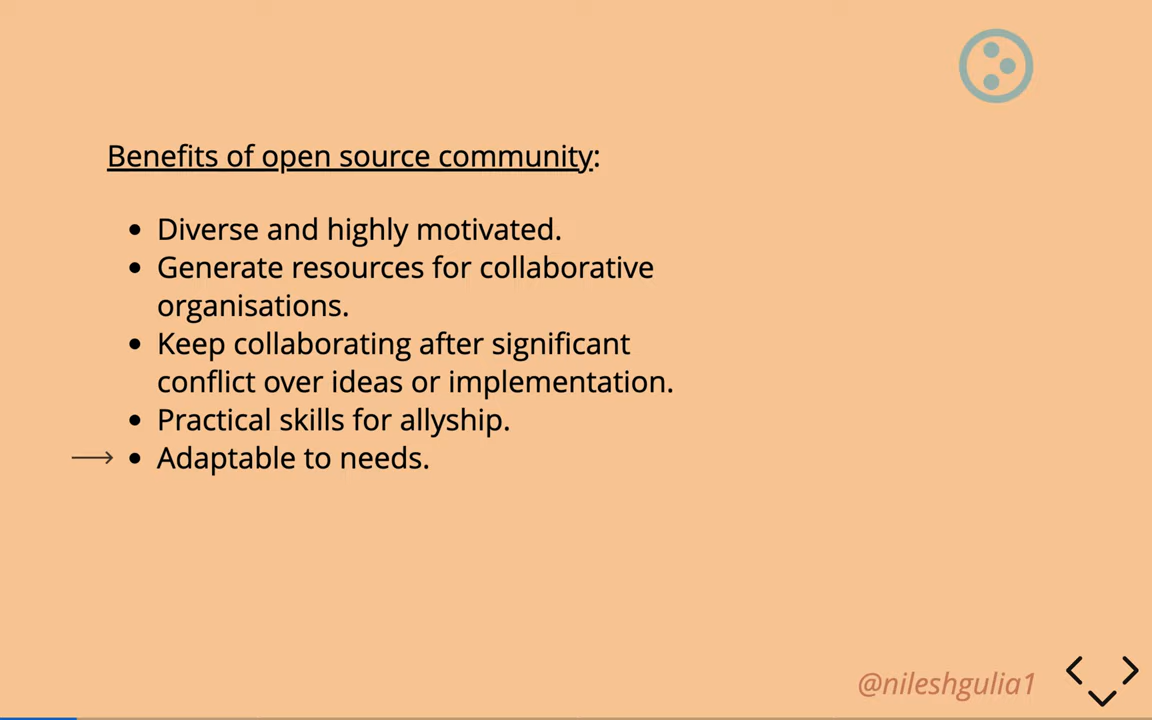 Benefits of open source community:
• Diverse and highly motivated.
• Generate resources for collaborative
organisations.
• Keep collaborating after significant
conflict over ideas or implementation.
• Practical skills for allyship.
• Adaptable to needs.
@nileshgulia1